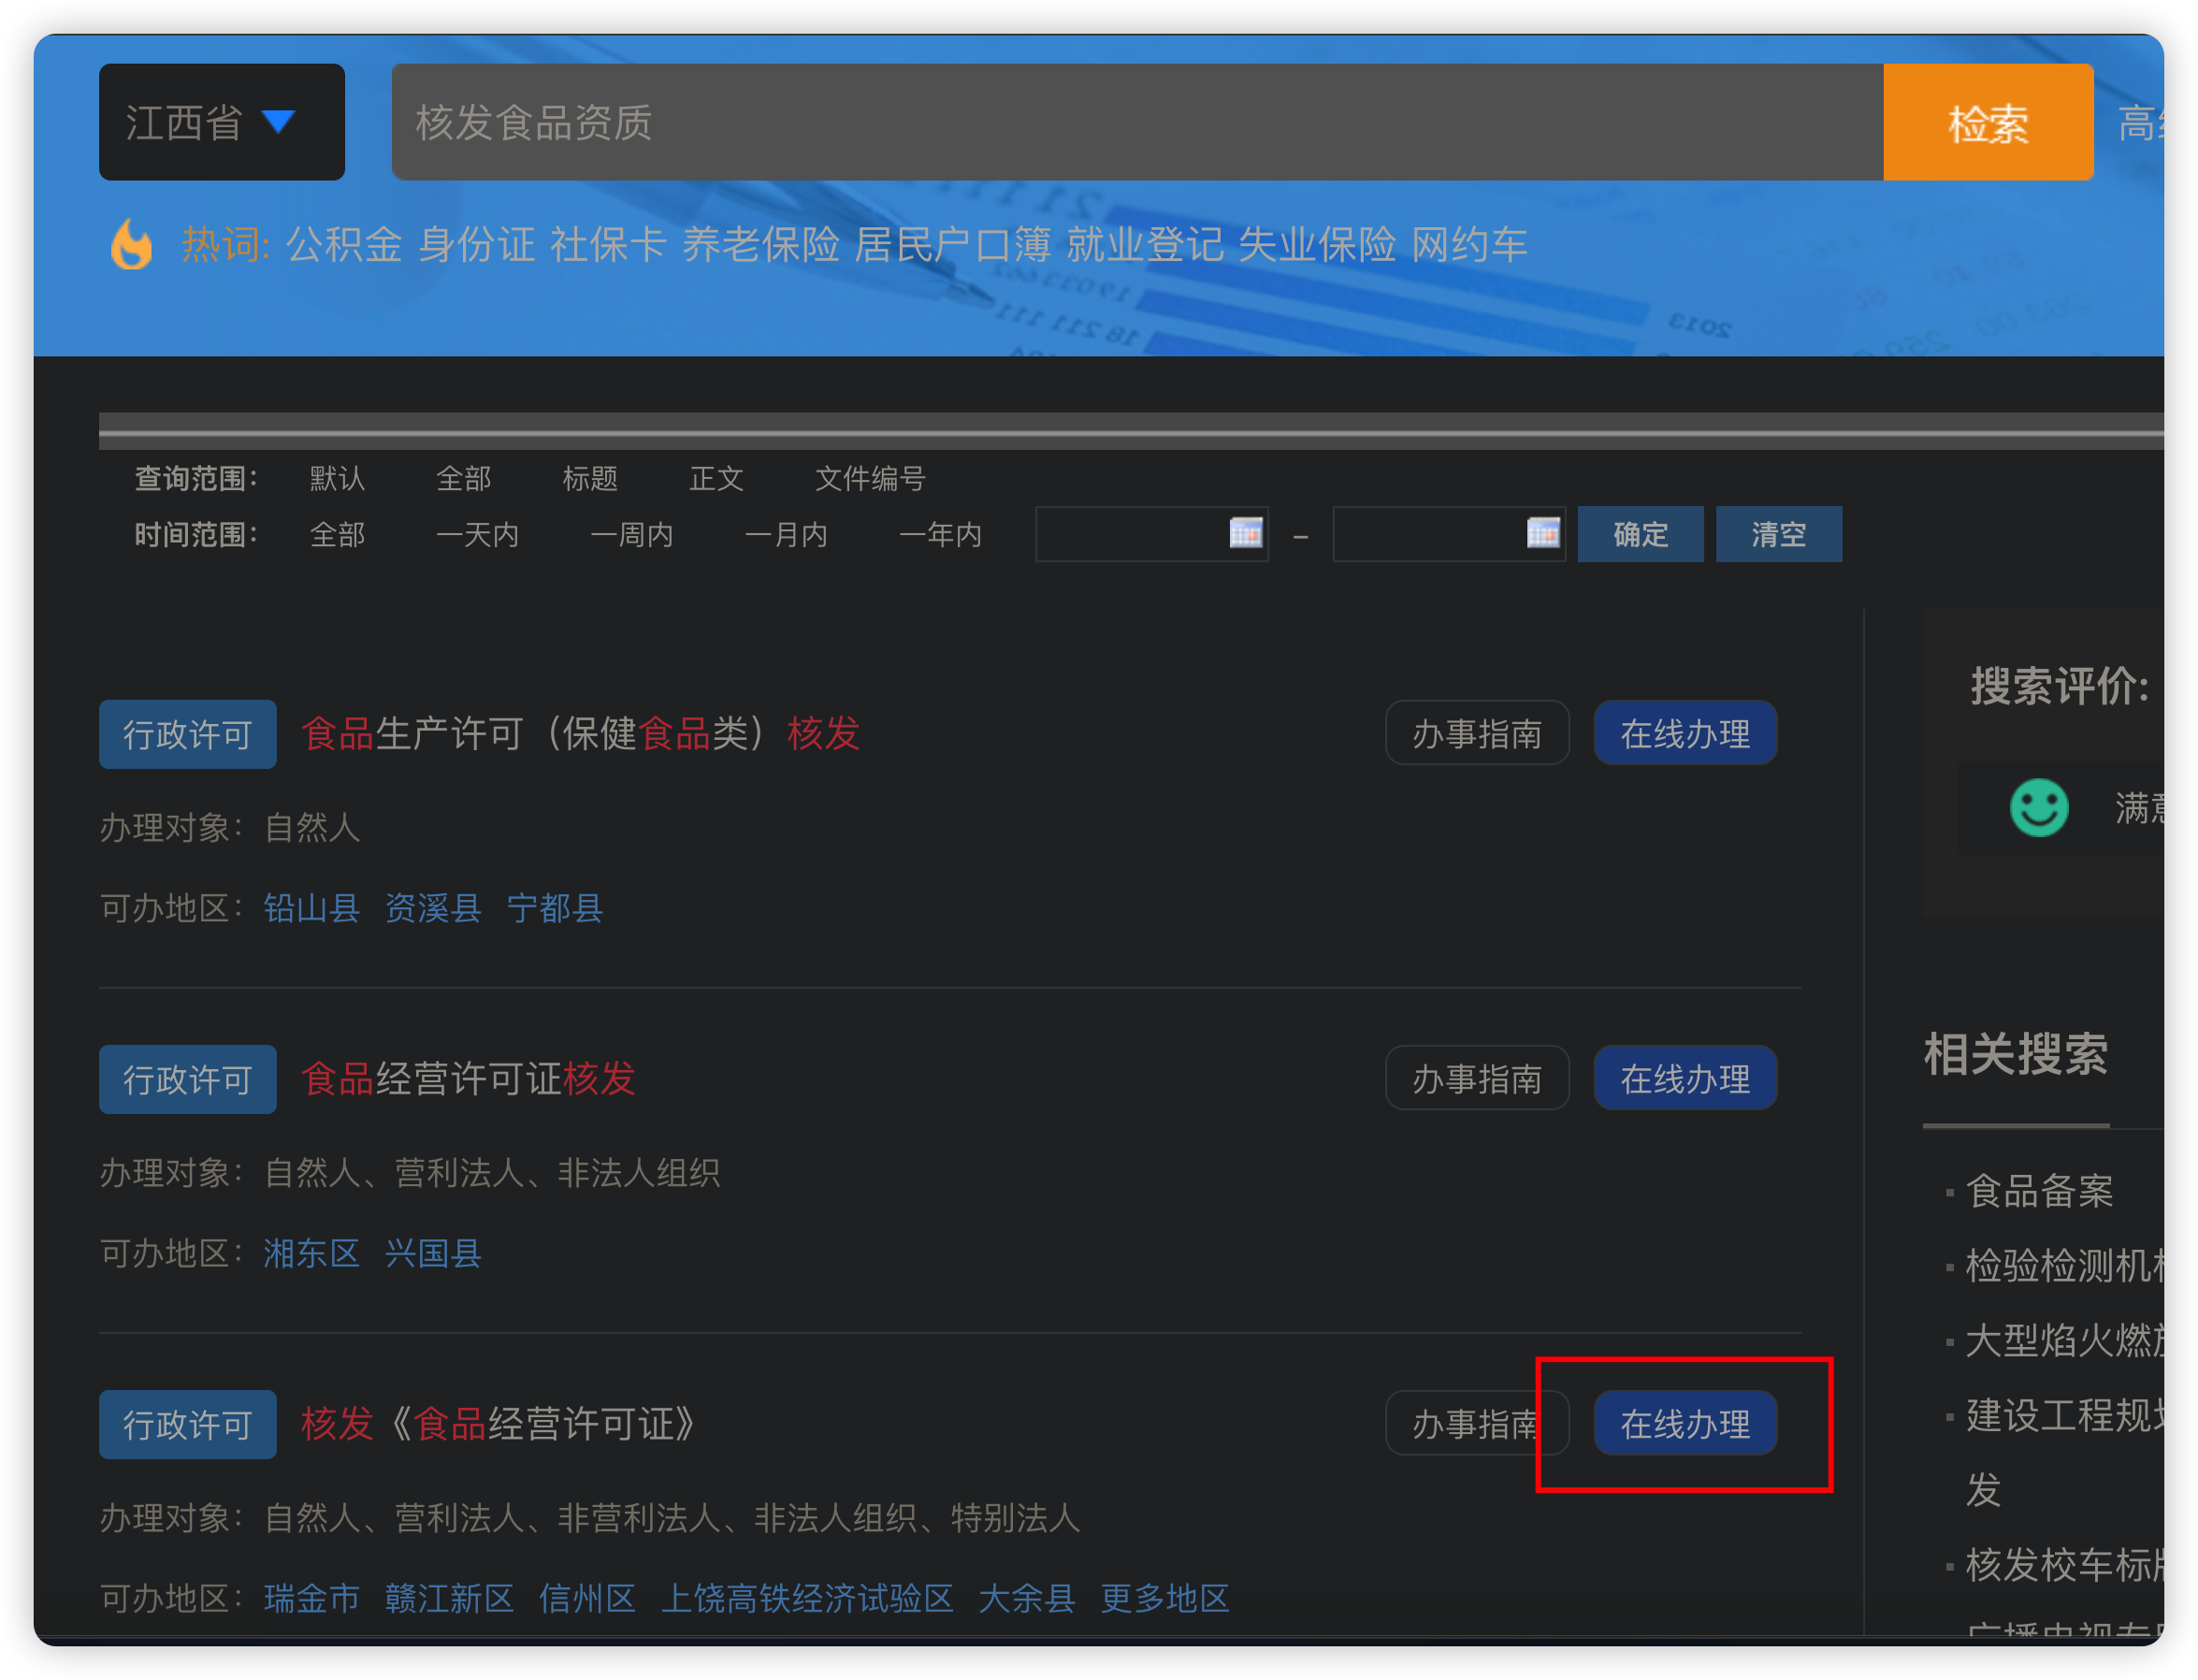 江西省
核发食品资质
检索
高
热词: 公积金 身份证 社保卡 养老保险 居民户口簿 就业登记 失业保险 网约车
查询范围： 默认 全部 标题 正文 文件编号
时间范围： 全部 一天内 一周内 一月内 一年内 – 确定 清空
行政许可 食品生产许可（保健食品类）核发 办事指南 在线办理
办理对象：自然人
可办地区：铅山县 资溪县 宁都县
行政许可 食品经营许可证核发 办事指南 在线办理
办理对象：自然人、营利法人、非法人组织
可办地区：湘东区 兴国县
行政许可 核发《食品经营许可证》 办事指南 在线办理
办理对象：自然人、营利法人、非营利法人、非法人组织、特别法人
可办地区：瑞金市 赣江新区 信州区 上饶高铁经济试验区 大余县 更多地区
搜索评价:
满意
相关搜索
食品备案
检验检测机
大型焰火燃
建设工程规
发
核发校车标
广播电视专
2013
19 033 662
18 211 111